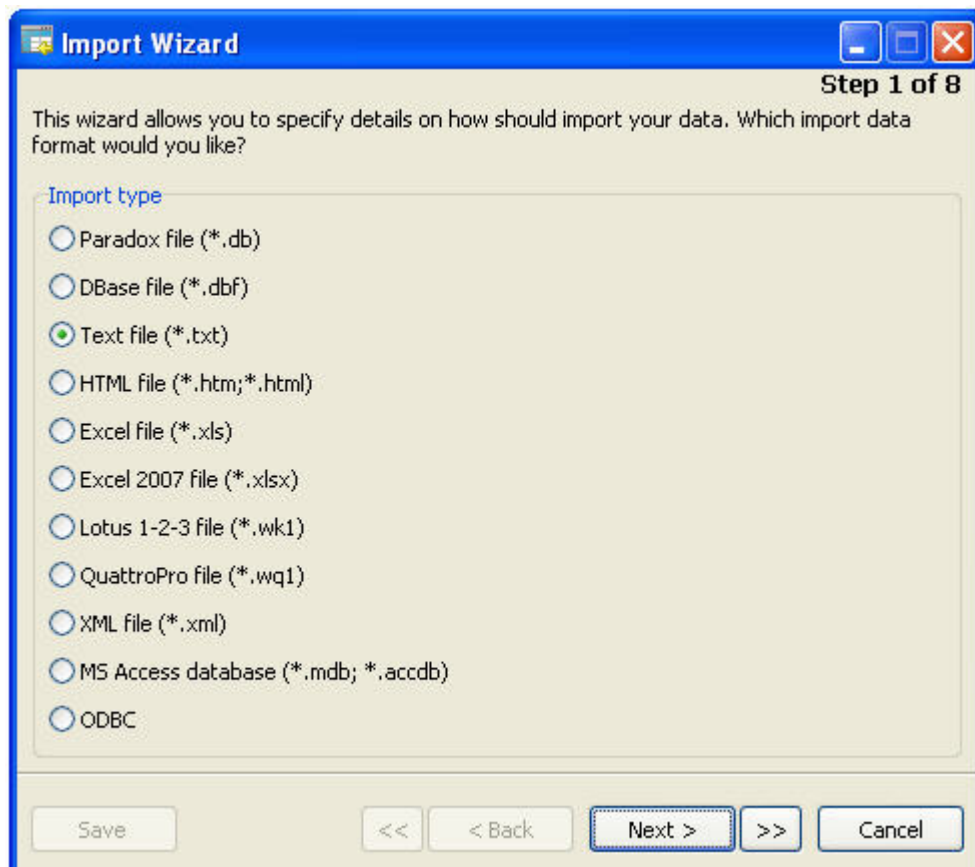 Import Wizard
Step 1 of 8
This wizard allows you to specify details on how should import your data. Which import data
format would you like?
Import type
Paradox file (*.db)
DBase file (*.dbf)
Text file (*.txt)
HTML file (*.htm;*.html)
Excel file (*.xls)
Excel 2007 file (*.xlsx)
Lotus 1-2-3 file (*.wk1)
QuattroPro file (*.wq1)
XML file (*.xml)
MS Access database (*.mdb; *.accdb)
ODBC
Save << < Back Next > >> Cancel